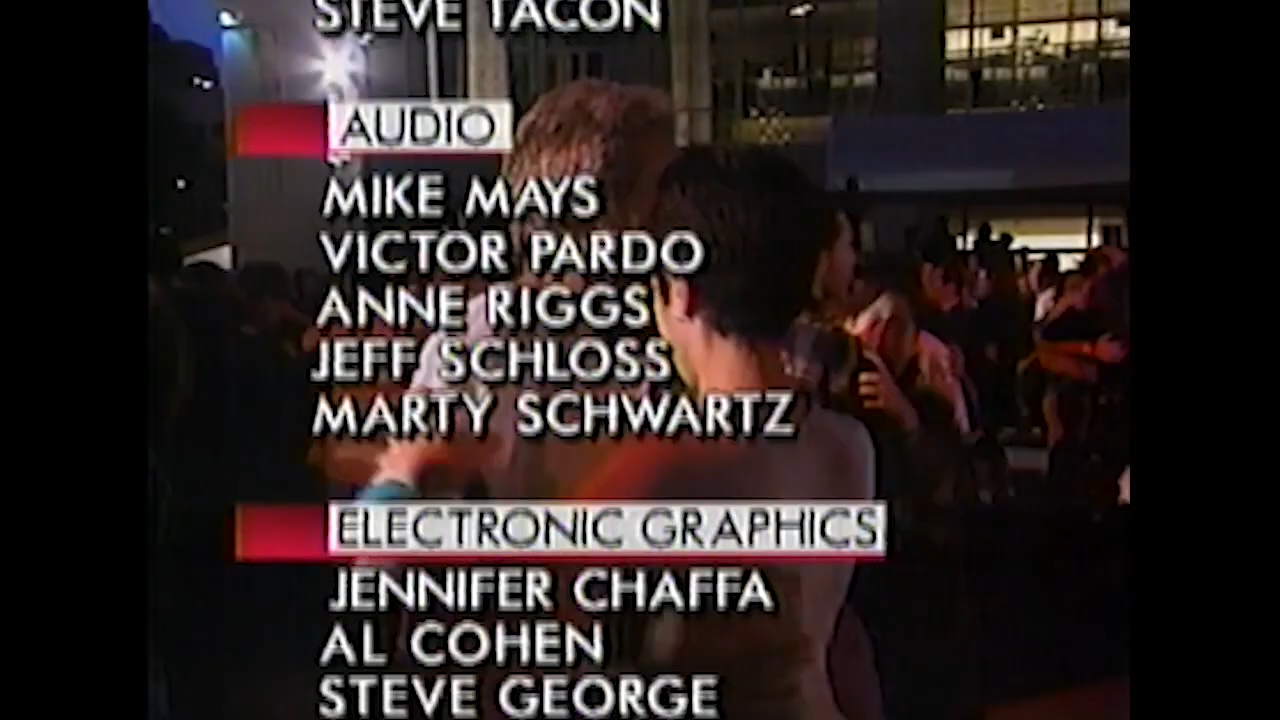 STEVE TACON
AUDIO
MIKE MAYS
VICTOR PARDO
ANNE RIGGS
JEFF SCHLOSS
MARTY SCHWARTZ
ELECTRONIC GRAPHICS
JENNIFER CHAFFA
AL COHEN
STEVE GEORGE